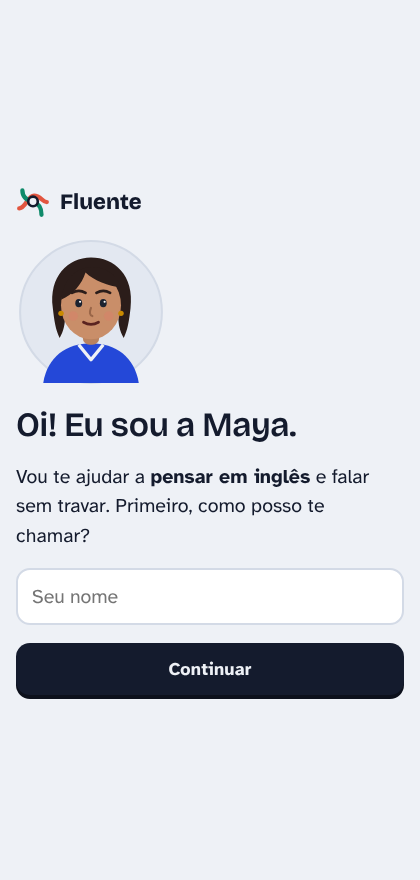 Fluente
Oi! Eu sou a Maya.
Vou te ajudar a pensar em inglês e falar
sem travar. Primeiro, como posso te
chamar?
Seu nome
Continuar